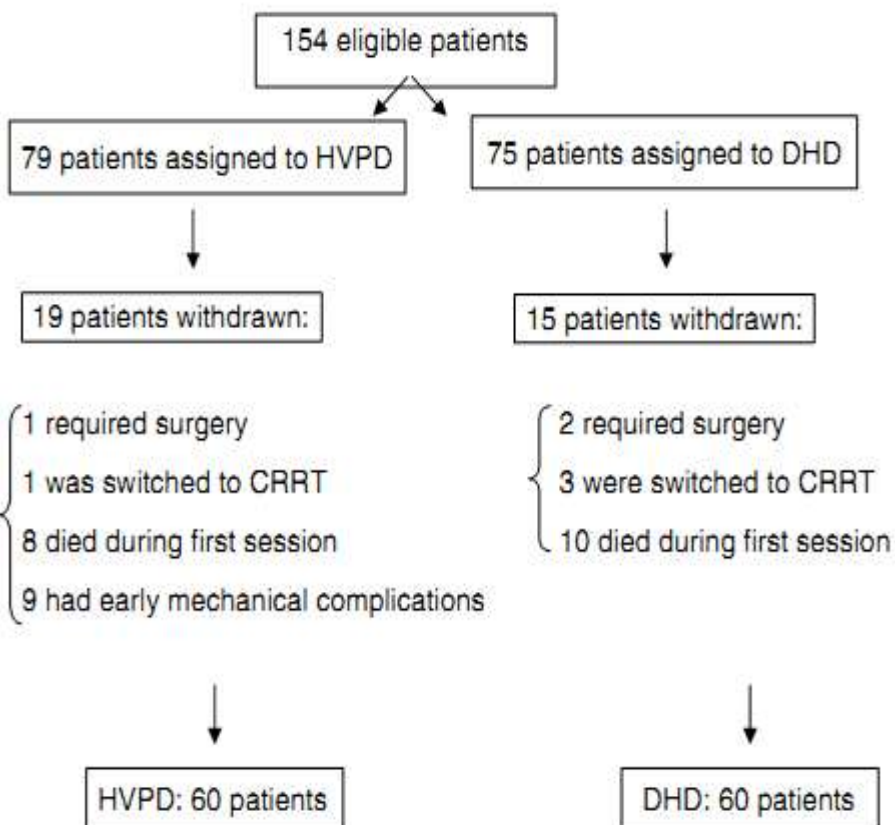 154 eligible patients
79 patients assigned to HVPD
75 patients assigned to DHD
19 patients withdrawn:
15 patients withdrawn:
1 required surgery
1 was switched to CRRT
8 died during first session
9 had early mechanical complications
2 required surgery
3 were switched to CRRT
10 died during first session
HVPD: 60 patients
DHD: 60 patients